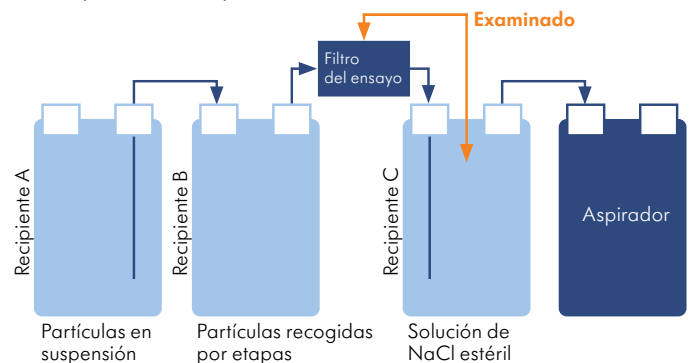 Examinado
Filtro
del ensayo
Recipiente A
Recipiente B
Recipiente C
Aspirador
Partículas en
suspensión
Partículas recogidas
por etapas
Solución de
NaCl estéril